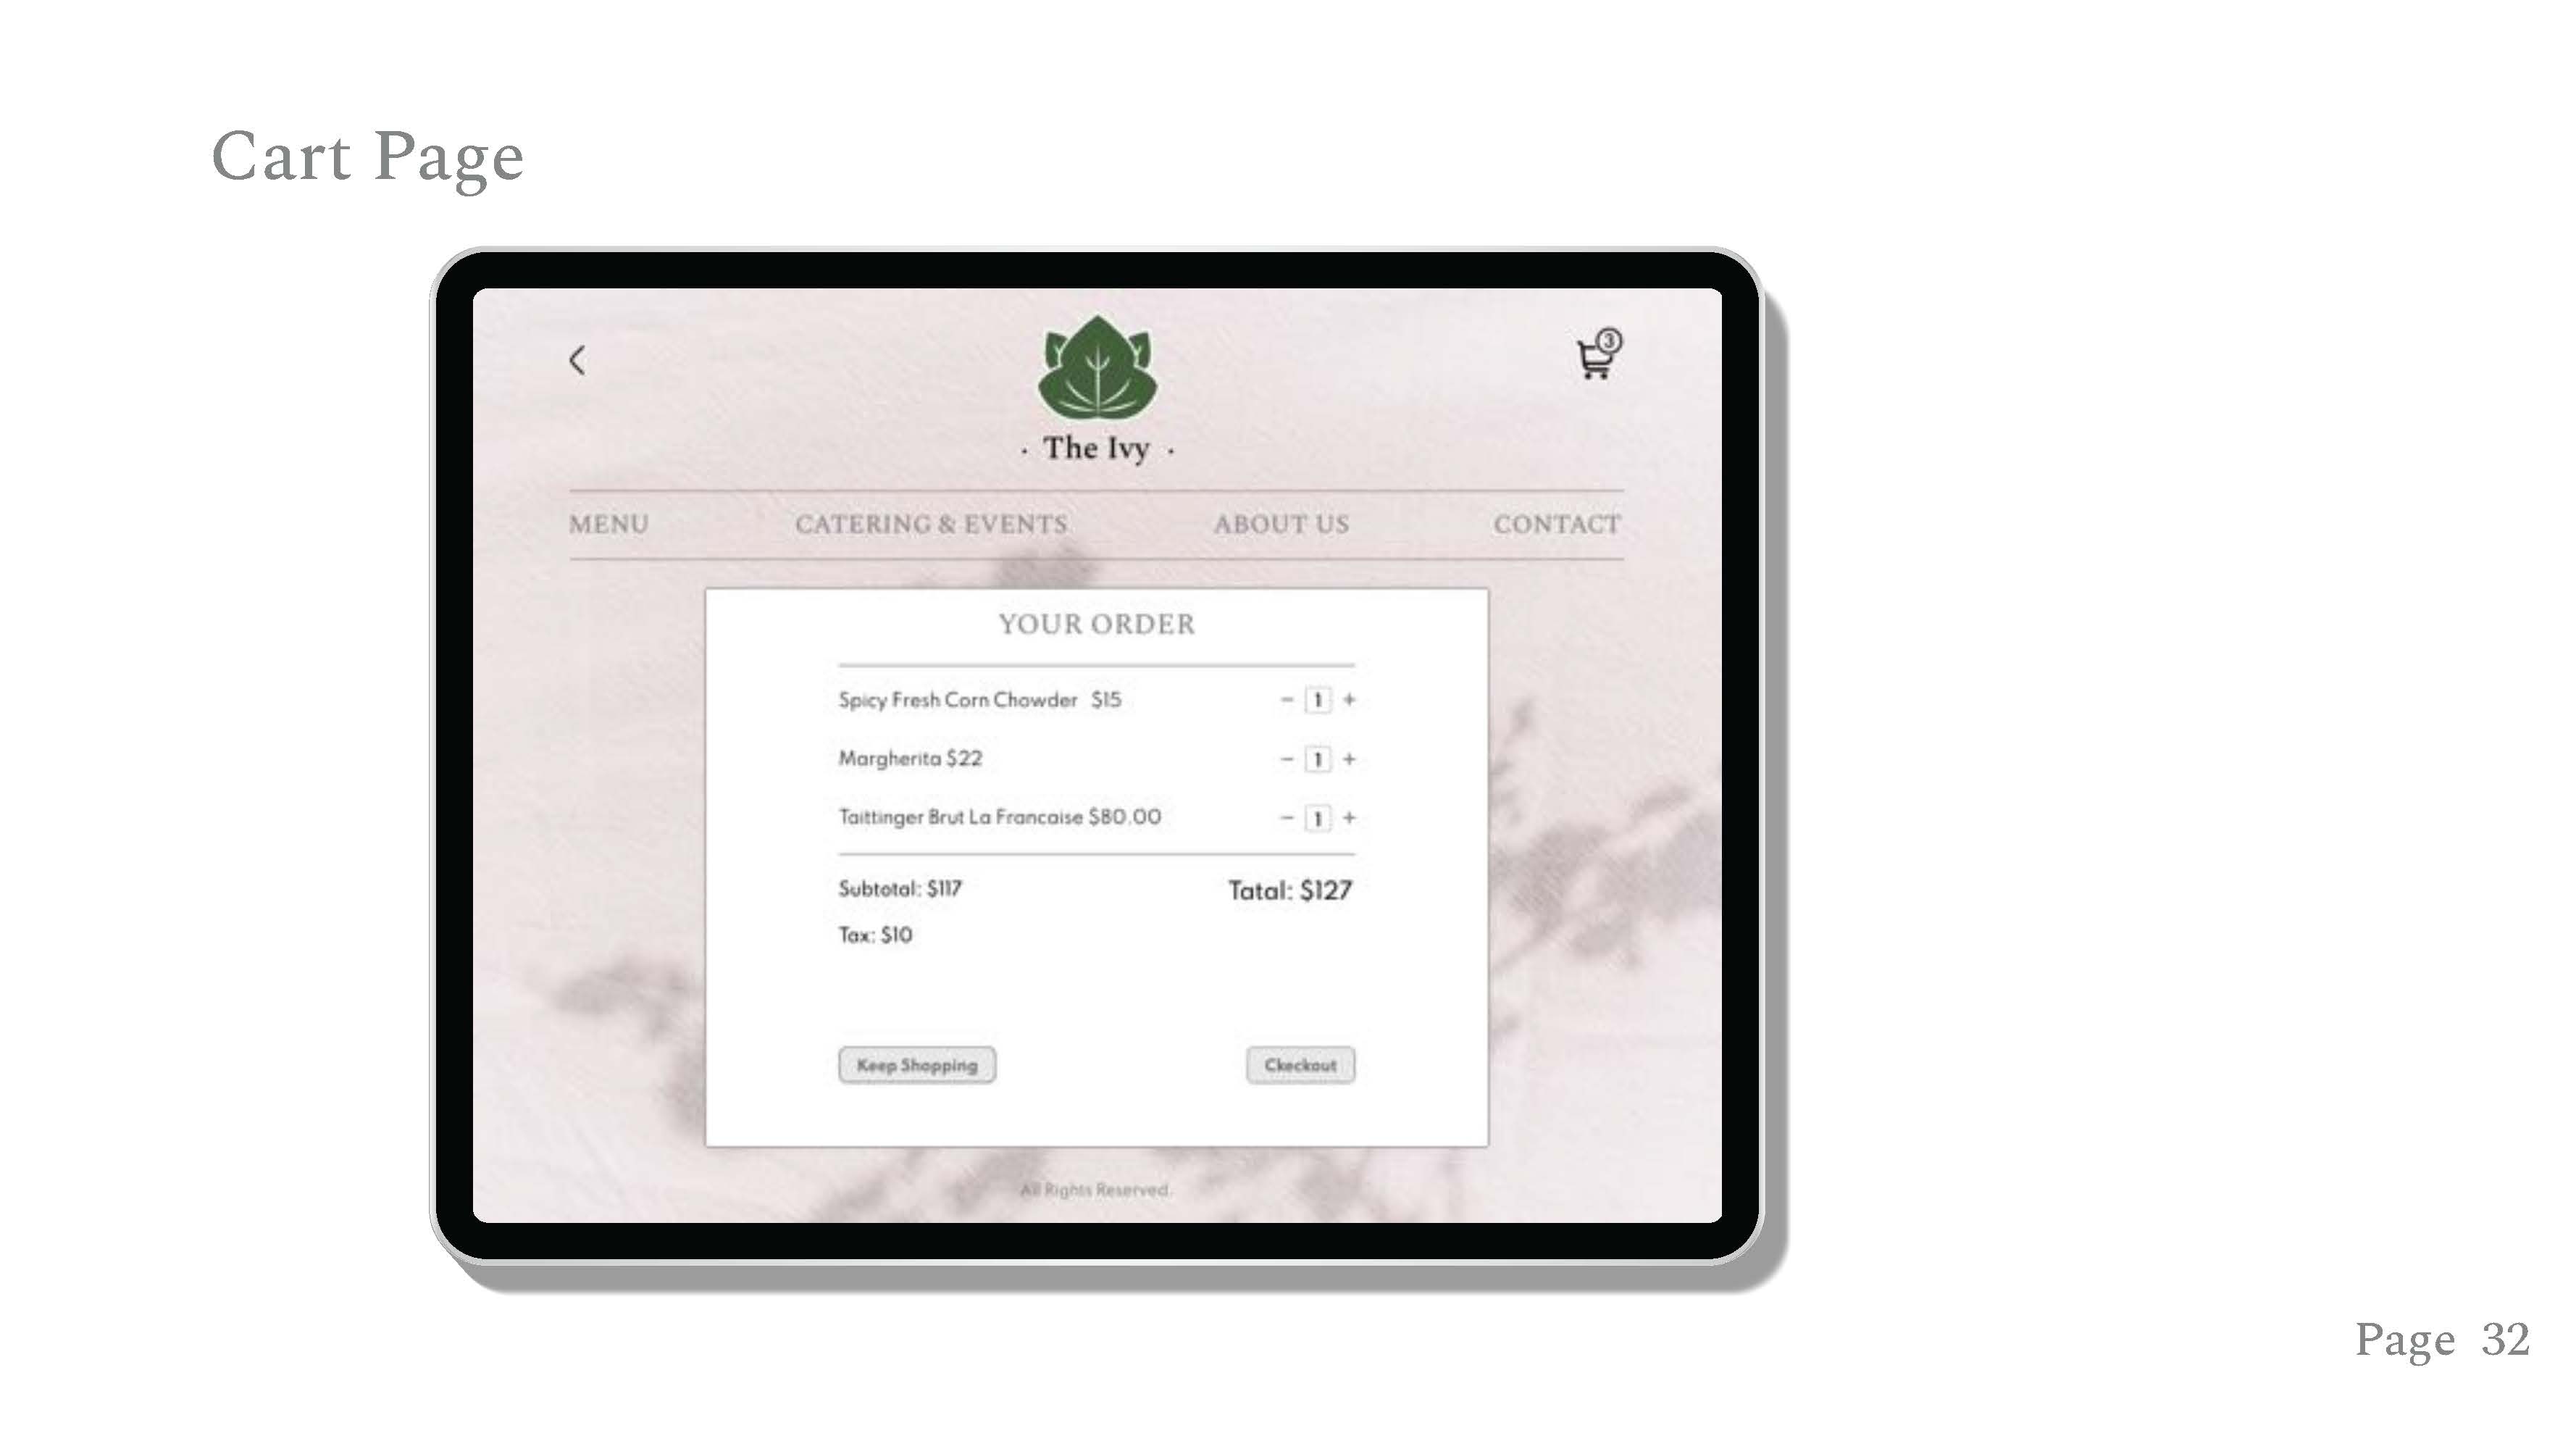 Cart Page
3
· The Ivy ·
MENU CATERING & EVENTS ABOUT US CONTACT
YOUR ORDER
Spicy Fresh Corn Chowder $15 − 1 +
Margherita $22 − 1 +
Taittinger Brut La Francaise $80.00 − 1 +
Subtotal: $117 Tatal: $127
Tax: $10
Keep Shopping Ckeckout
All Rights Reserved.
Page 32